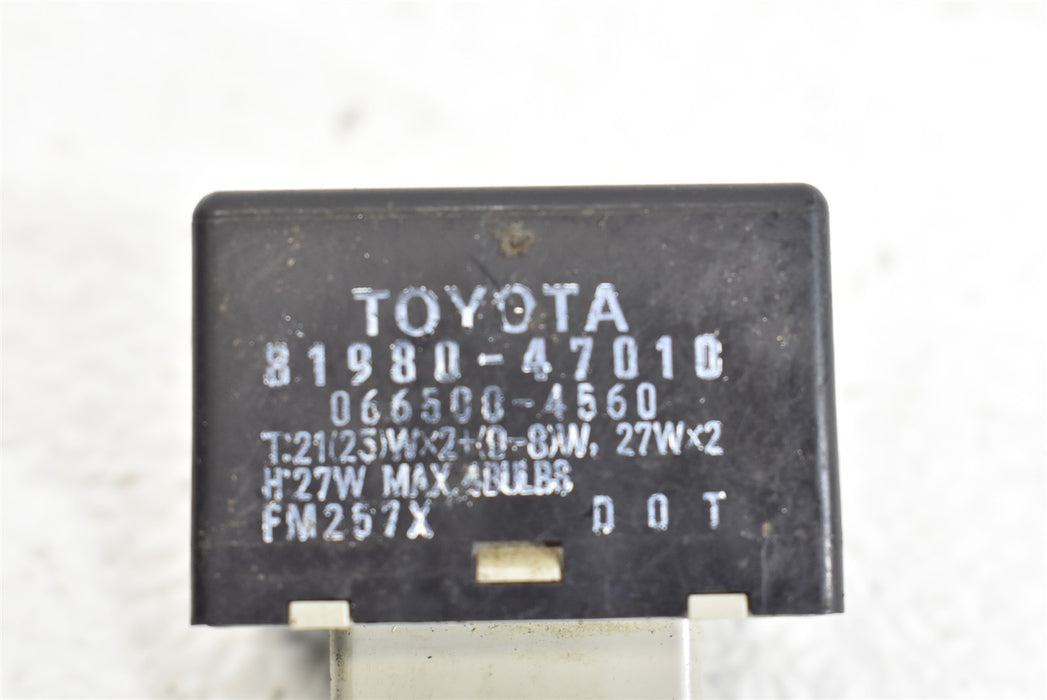 TOYOTA
81980-47010
066500-4560
T:21(23)W×2+(0-8)W, 27W×2
H:27W MAX.4BULBS
FM257X DOT